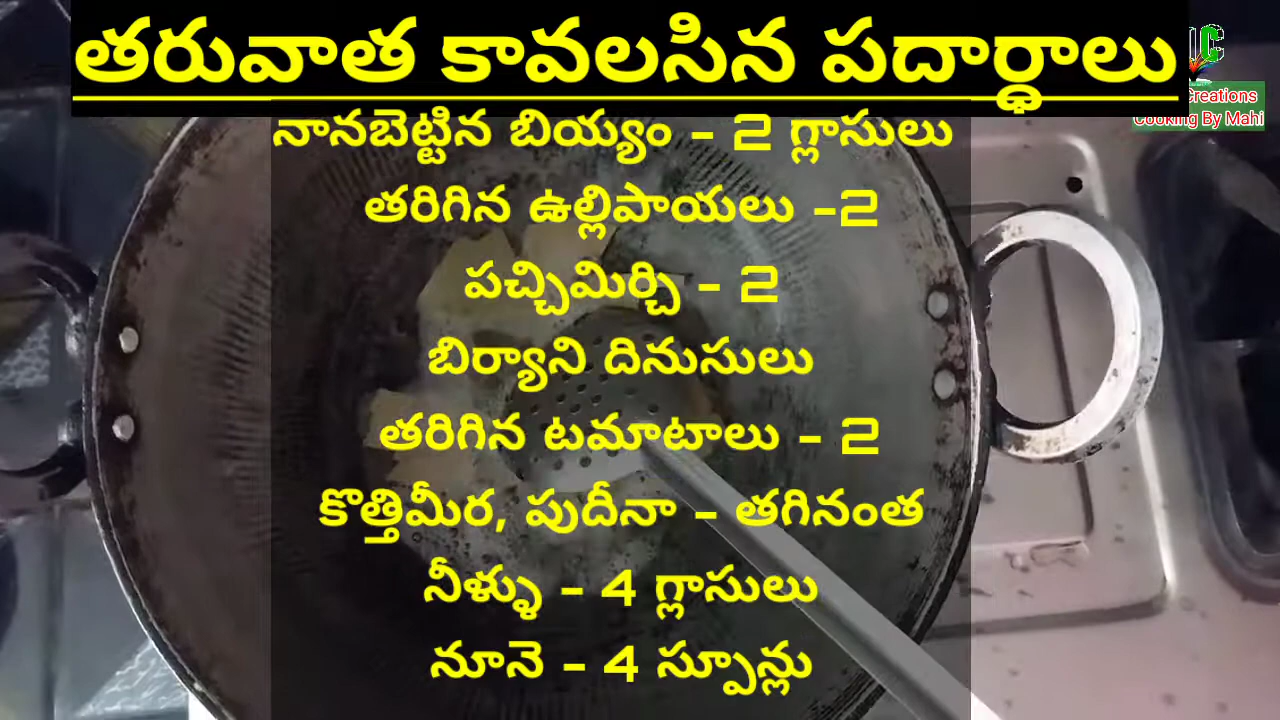 తరువాత కావలసిన పదార్ధాలు
Creations
Cooking By Mahi
నానబెట్టిన బియ్యం - 2 గ్లాసులు
తరిగిన ఉల్లిపాయలు -2
పచ్చిమిర్చి - 2
బిర్యాని దినుసులు
తరిగిన టమాటాలు - 2
కొత్తిమీర, పుదీనా - తగినంత
నీళ్ళు - 4 గ్లాసులు
నూనె - 4 స్పూన్లు